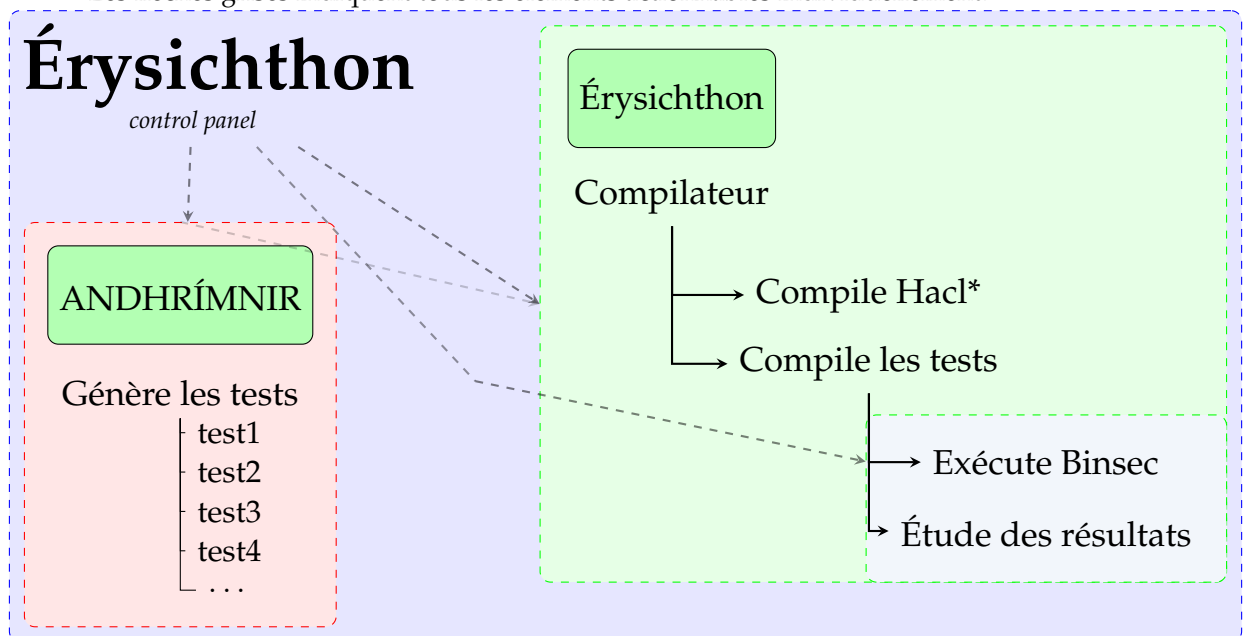 Érysichthon
control panel
ANDHRÍMNIR
Génère les tests
test1
test2
test3
test4
. . .
Érysichthon
Compilateur
Compile Hacl*
Compile les tests
Exécute Binsec
Étude des résultats